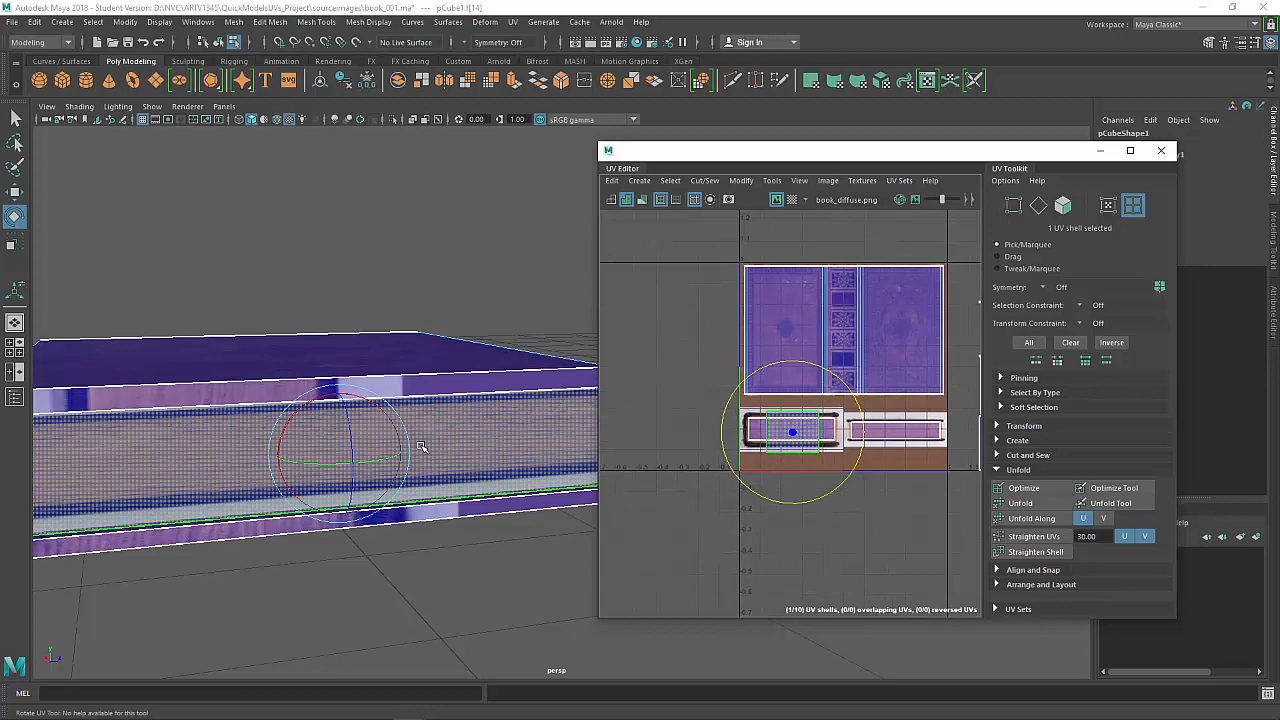 Autodesk Maya 2018 - Student Version: D:\NVC\ARTV1345\QuickModelsUVs_Project\sourceimages\book_001.ma* --- pCube1.f[14]
File Edit Create Select Modify Display Windows Mesh Edit Mesh Mesh Tools Mesh Display Curves Surfaces Deform UV Generate Cache Arnold Help
Workspace : Maya Classic*
Modeling No Live Surface Symmetry: Off Sign In
Curves / Surfaces Poly Modeling Sculpting Rigging Animation Rendering FX FX Caching Custom Arnold Bifrost MASH Motion Graphics XGen
View Shading Lighting Show Renderer Panels
0.00 1.00 sRGB gamma
Channels Edit Object Show
pCubeShape1
Channel Box / Layer Editor
Modeling Toolkit
Attribute Editor
UV Editor
Edit Create Select Cut/Sew Modify Tools View Image Textures UV Sets Help
book_diffuse.png
UV Toolkit
Options Help
1 UV shell selected
Pick/Marquee
Drag
Tweak/Marquee
Symmetry: Off
Selection Constraint: Off
Transform Constraint: Off
All Clear Inverse
Pinning
Select By Type
Soft Selection
Transform
Create
Cut and Sew
Unfold
Optimize Optimize Tool
Unfold Unfold Tool
Unfold Along U V
Straighten UVs 30.00 U V
Straighten Shell
Align and Snap
Arrange and Layout
UV Sets
(1/10) UV shells, (0/0) overlapping UVs, (0/0) reversed UVs
persp
MEL
Rotate UV Tool: No help available for this tool